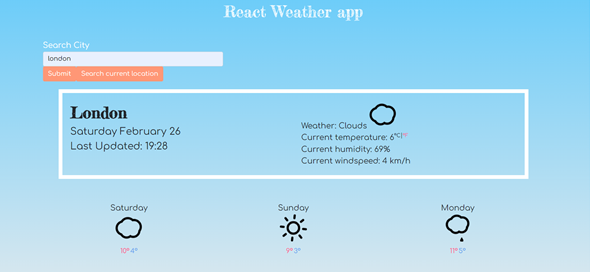 React Weather app
Search City
london
Submit Search current location
London
Saturday February 26
Last Updated: 19:28
Weather: Clouds
Current temperature: 6°C|°F
Current humidity: 69%
Current windspeed: 4 km/h
Saturday Sunday Monday
10° 4° 9° 3° 11° 5°